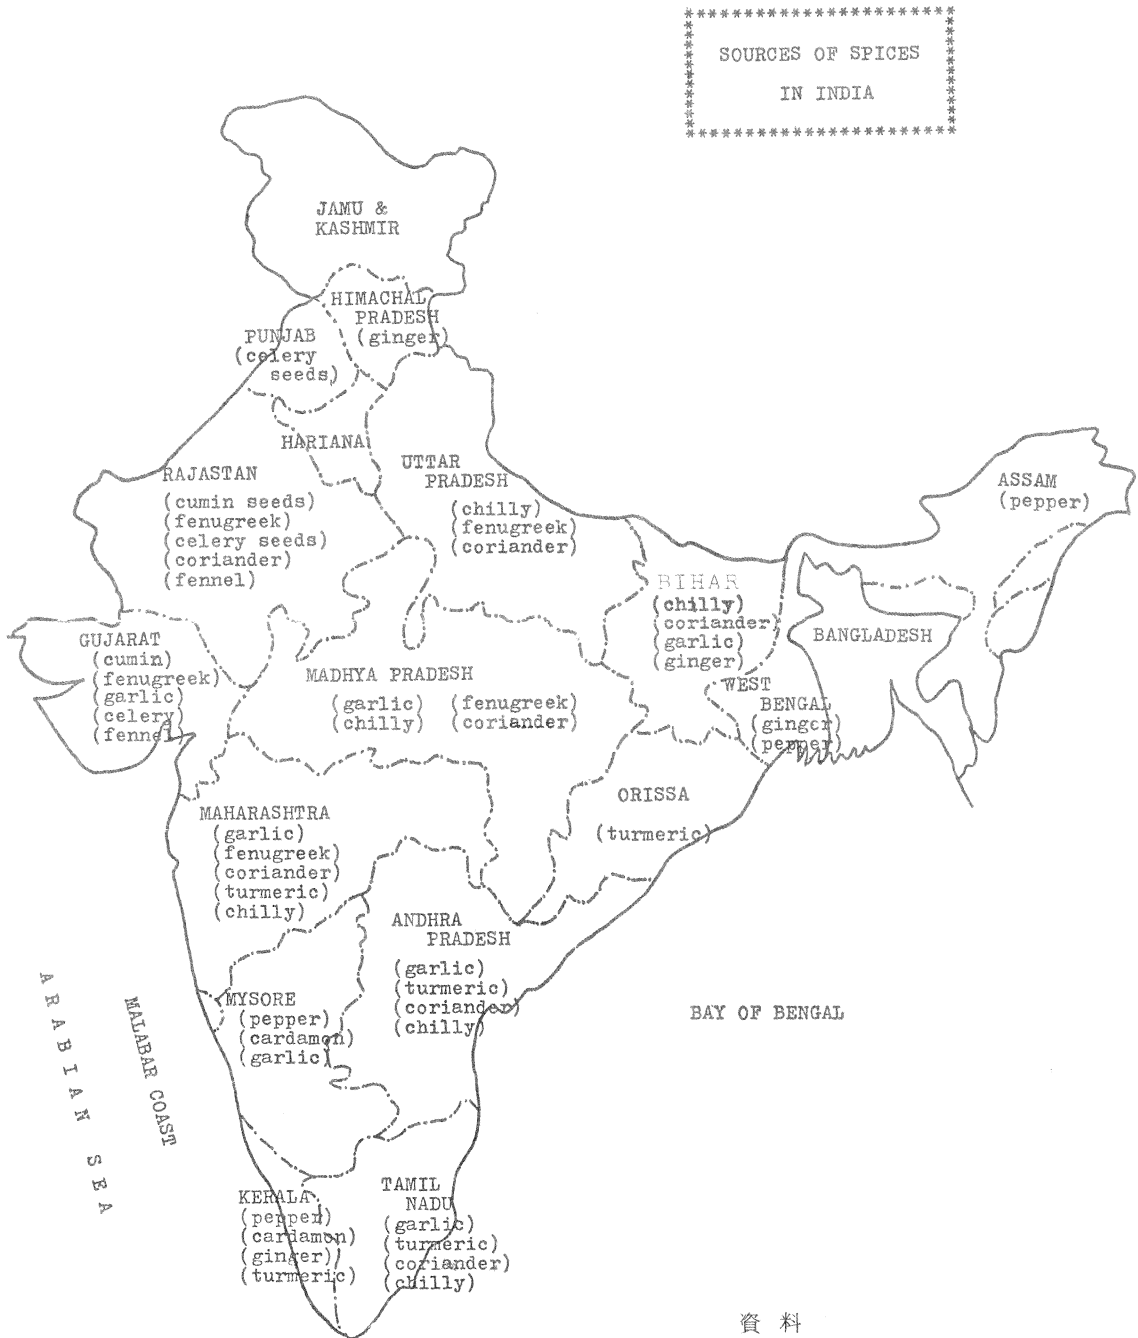 SOURCES OF SPICES
IN INDIA
JAMU &
KASHMIR
HIMACHAL
PRADESH
(ginger)
PUNJAB
(celery
seeds)
HARIANA
RAJASTAN
(cumin seeds)
(fenugreek)
(celery seeds)
(coriander)
(fennel)
UTTAR
PRADESH
(chilly)
(fenugreek)
(coriander)
ASSAM
(pepper)
BIHAR
(chilly)
(coriander)
(garlic)
(ginger)
BANGLADESH
GUJARAT
(cumin)
(fenugreek)
(garlic)
(celery)
(fennel)
MADHYA PRADESH
(garlic) (fenugreek)
(chilly) (coriander)
WEST
BENGAL
(ginger)
(pepper)
ORISSA
(turmeric)
MAHARASHTRA
(garlic)
(fenugreek)
(coriander)
(turmeric)
(chilly)
ANDHRA
PRADESH
(garlic)
(turmeric)
(coriander)
(chilly)
MYSORE
(pepper)
(cardamon)
(garlic)
BAY OF BENGAL
ARABIAN SEA
MALABAR COAST
KERALA
(pepper)
(cardamon)
(ginger)
(turmeric)
TAMIL
NADU
(garlic)
(turmeric)
(coriander)
(chilly)
資料